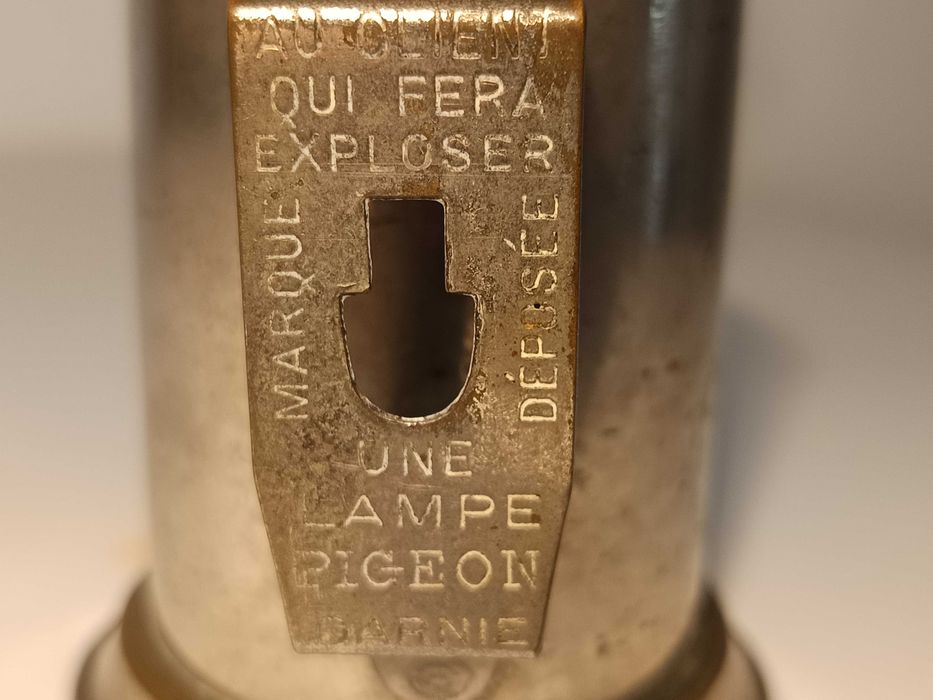 AU CLIENT
QUI FERA
EXPLOSER
MARQUE
DÉPOSÉE
UNE
LAMPE
PIGEON
GARNIE